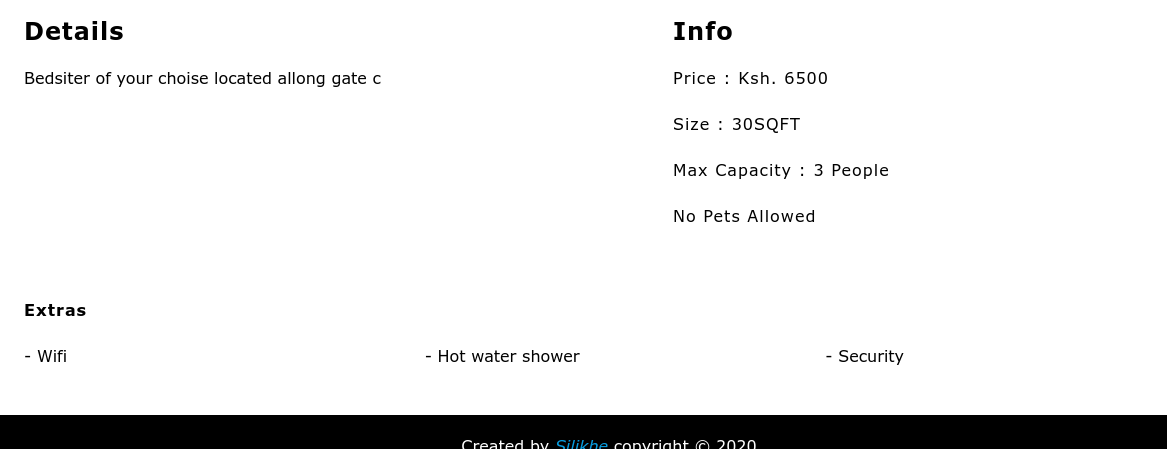 Details
Bedsiter of your choise located allong gate c
Info
Price : Ksh. 6500
Size : 30SQFT
Max Capacity : 3 People
No Pets Allowed
Extras
- Wifi
- Hot water shower
- Security
Created by Silikhe copyright © 2020